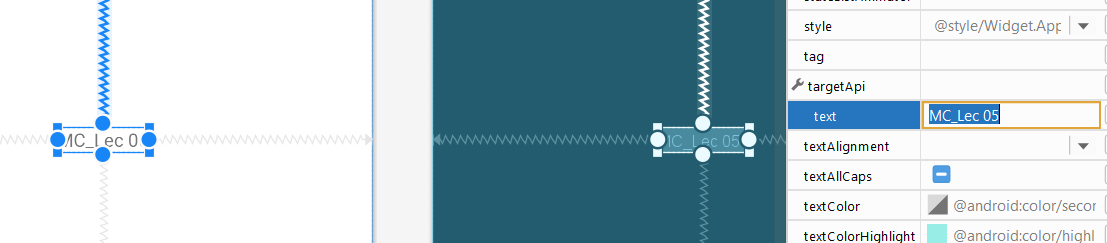 style
@style/Widget.App
tag
targetApi
text
MC_Lec 05
textAlignment
textAllCaps
textColor
@android:color/secor
textColorHighlight
@android:color/highl
MC_Lec 0
MC_Lec 05